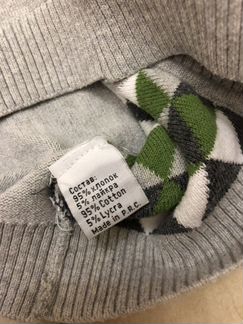 Состав:
95% хлопок
5% лайкра
95% Cotton
5% Lycra
Made in P.R.C.